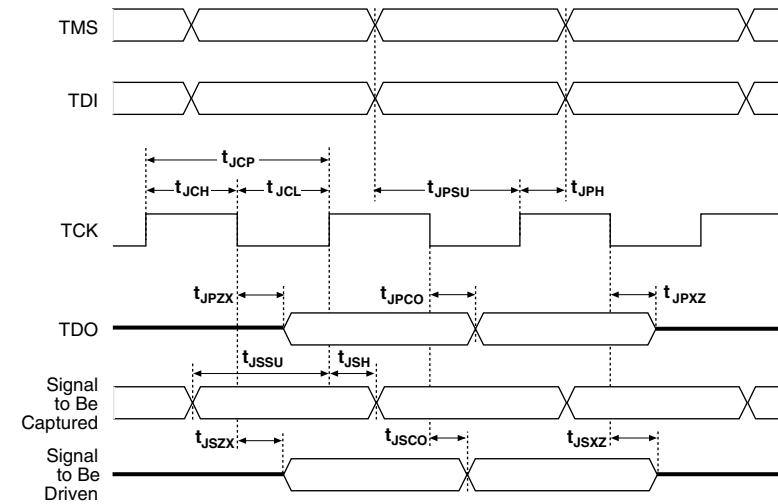 TMS
TDI
tJCP
tJCH tJCL tJPSU tJPH
TCK
tJPZX tJPCO tJPXZ
TDO
tJSSU tJSH
Signal
to Be
Captured
tJSZX tJSCO tJSXZ
Signal
to Be
Driven